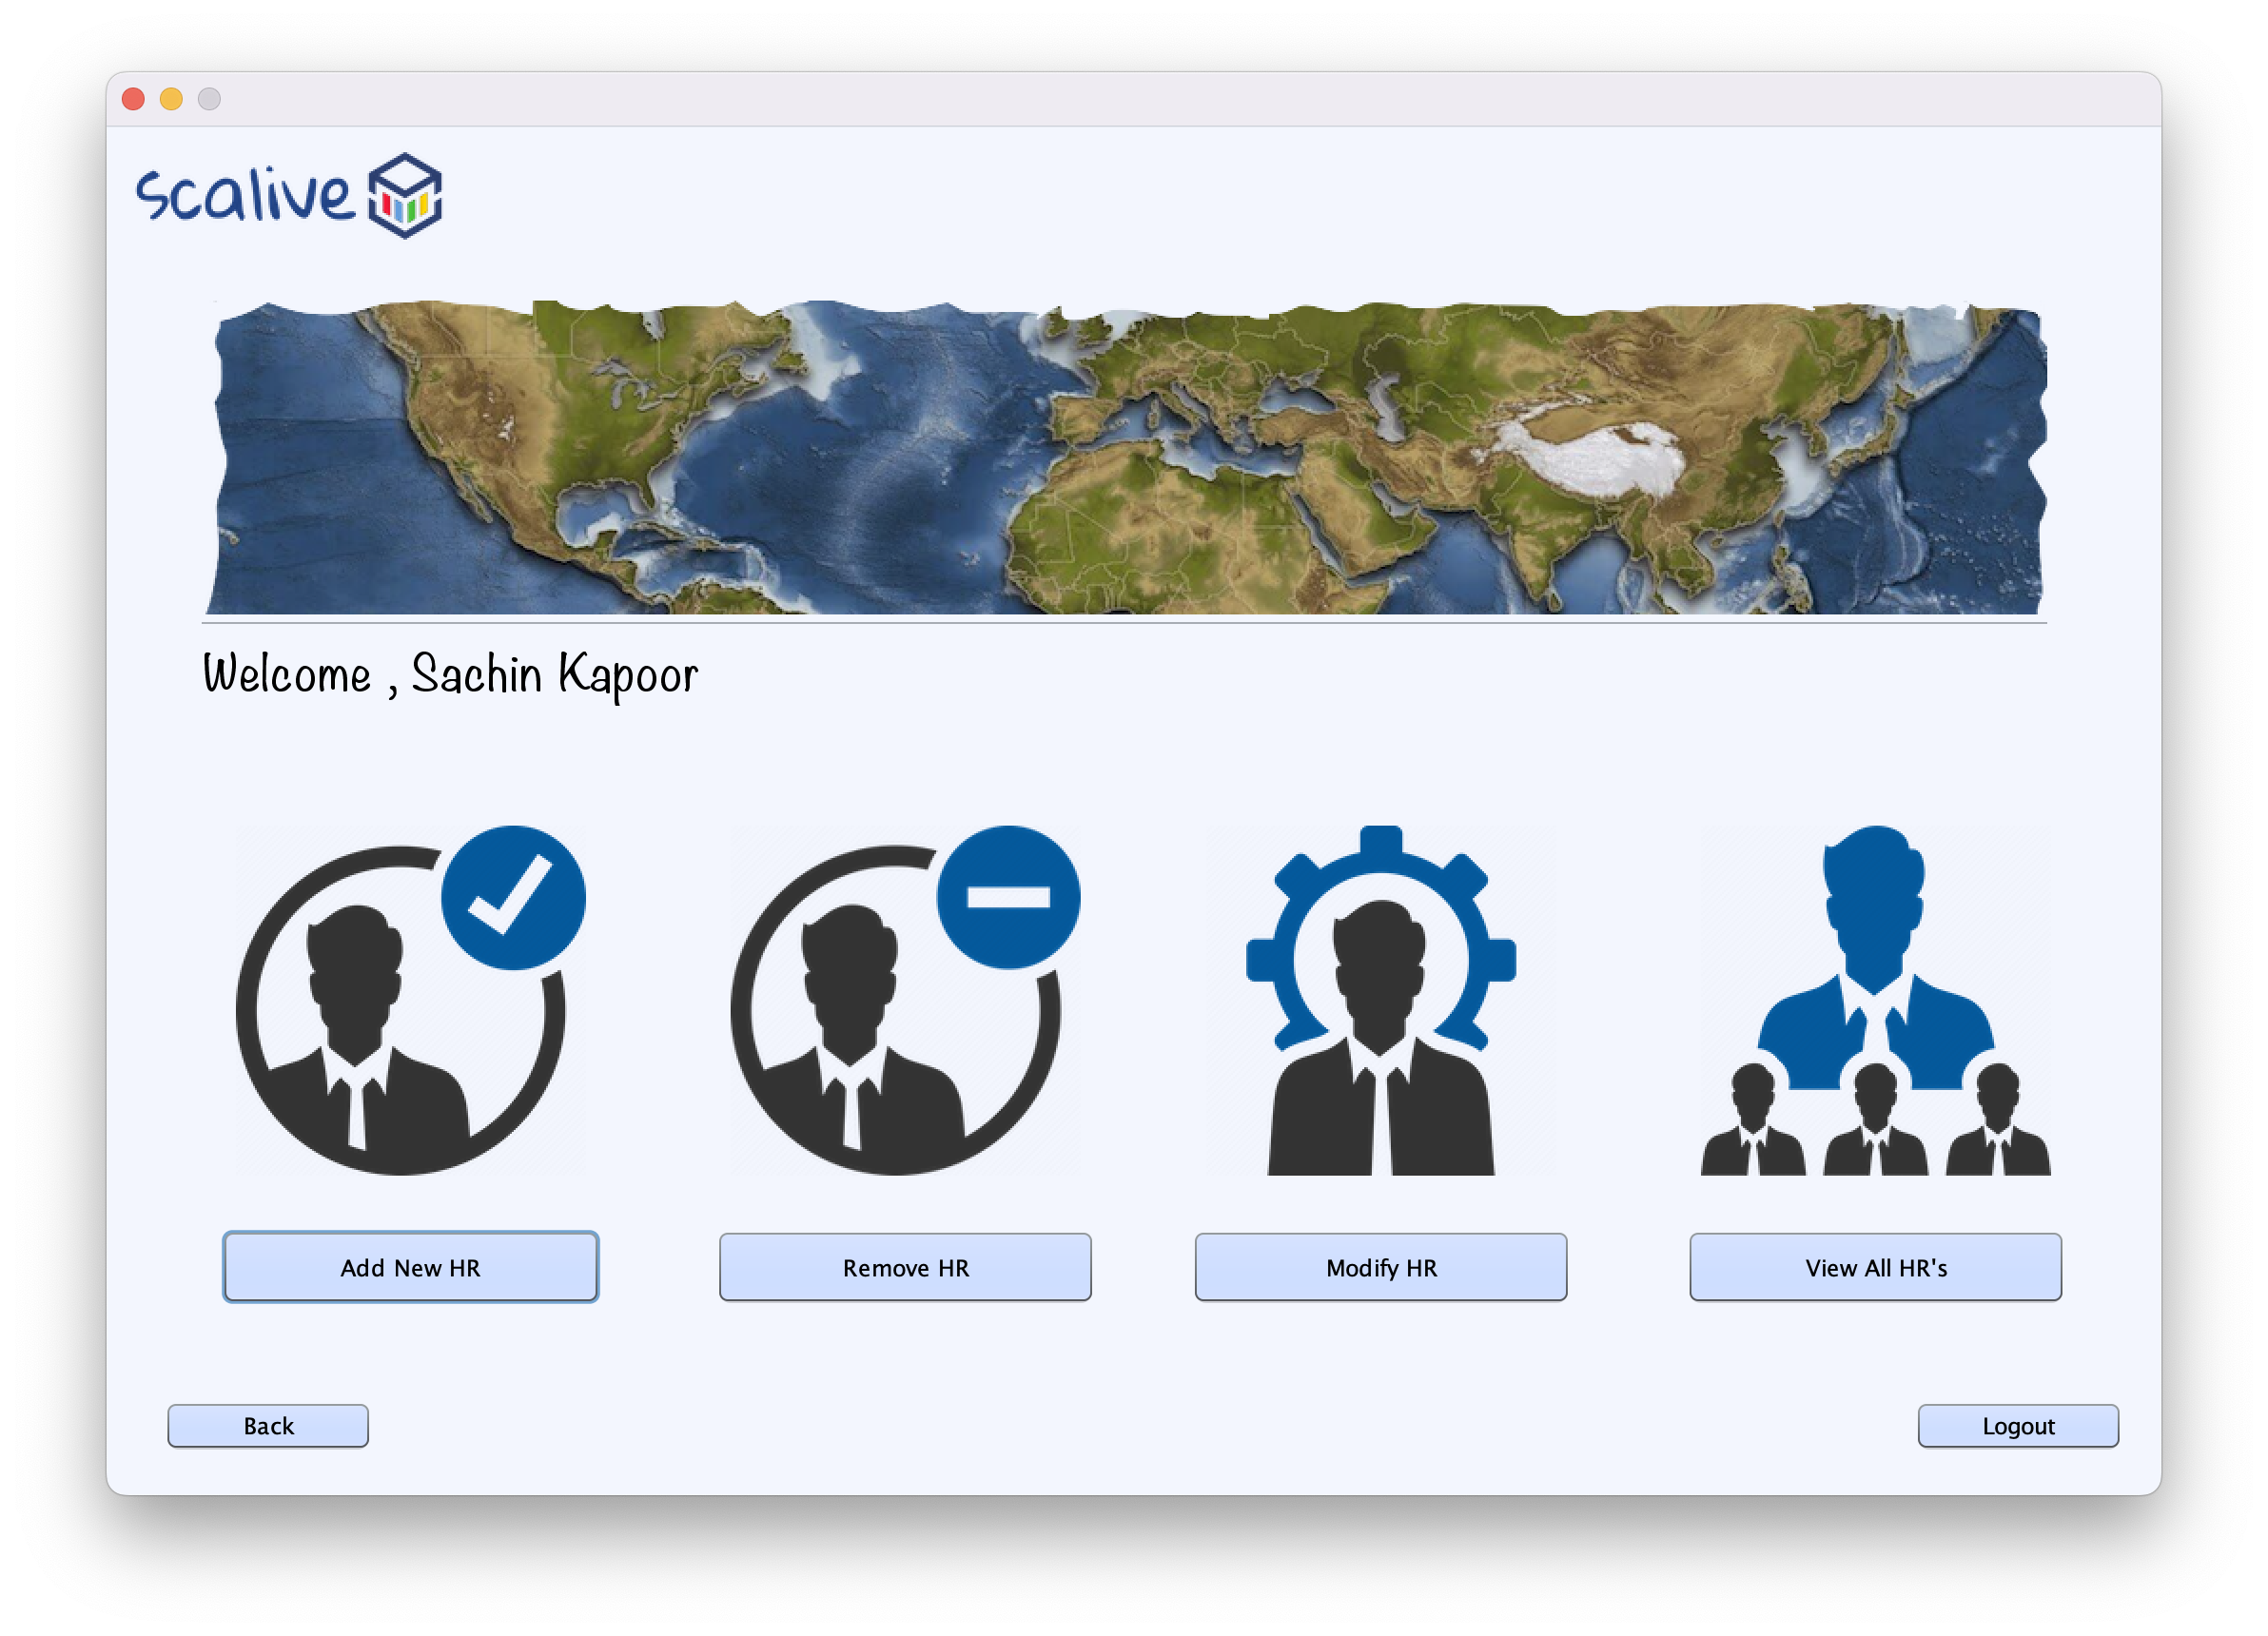 scalive
Welcome , Sachin Kapoor
Add New HR
Remove HR
Modify HR
View All HR's
Back
Logout